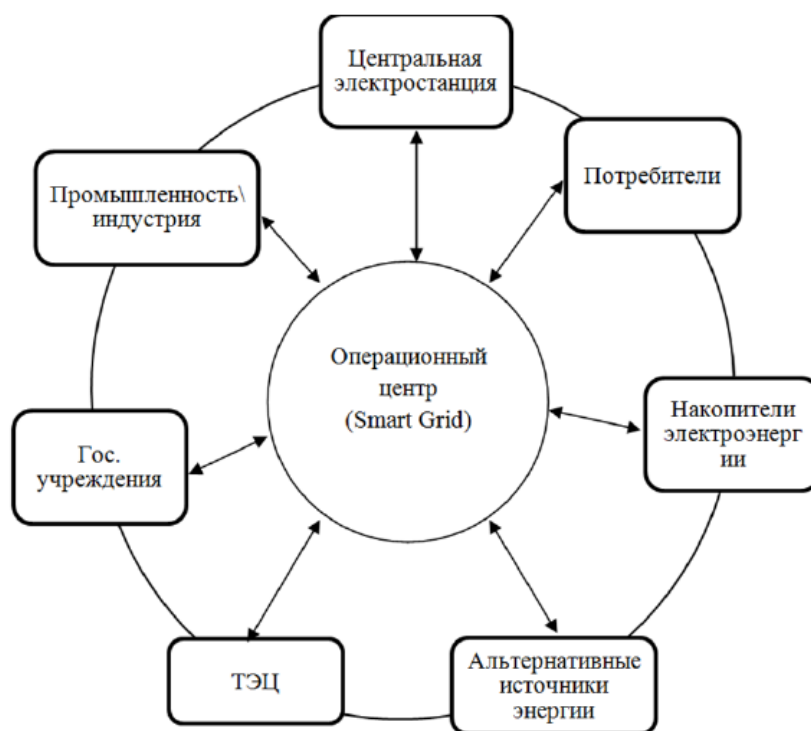 Центральная
электростанция
Потребители
Промышленность\
индустрия
Операционный
центр
(Smart Grid)
Накопители
электроэнерг
ии
Гос.
учреждения
ТЭЦ
Альтернативные
источники
энергии